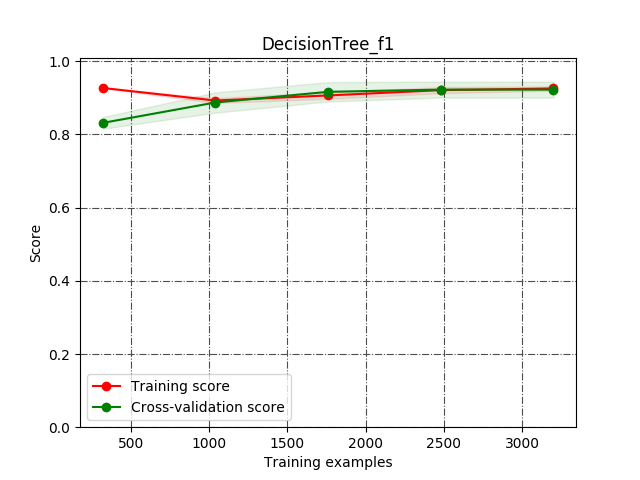 DecisionTree_f1
1.0
0.8
0.6
0.4
0.2
0.0
Score
Training score
Cross-validation score
500 1000 1500 2000 2500 3000
Training examples